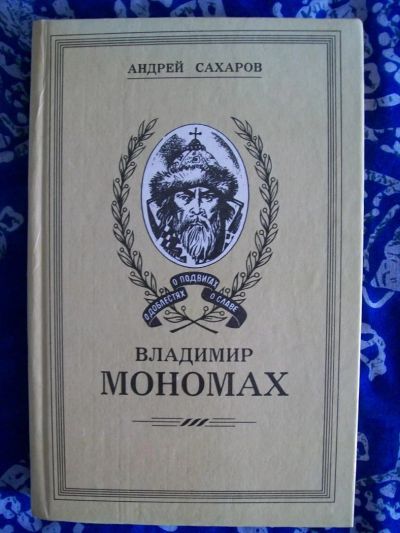 АНДРЕЙ САХАРОВ
О ДОБЛЕСТЯХ О ПОДВИГАХ О СЛАВЕ
ВЛАДИМИР
МОНОМАХ